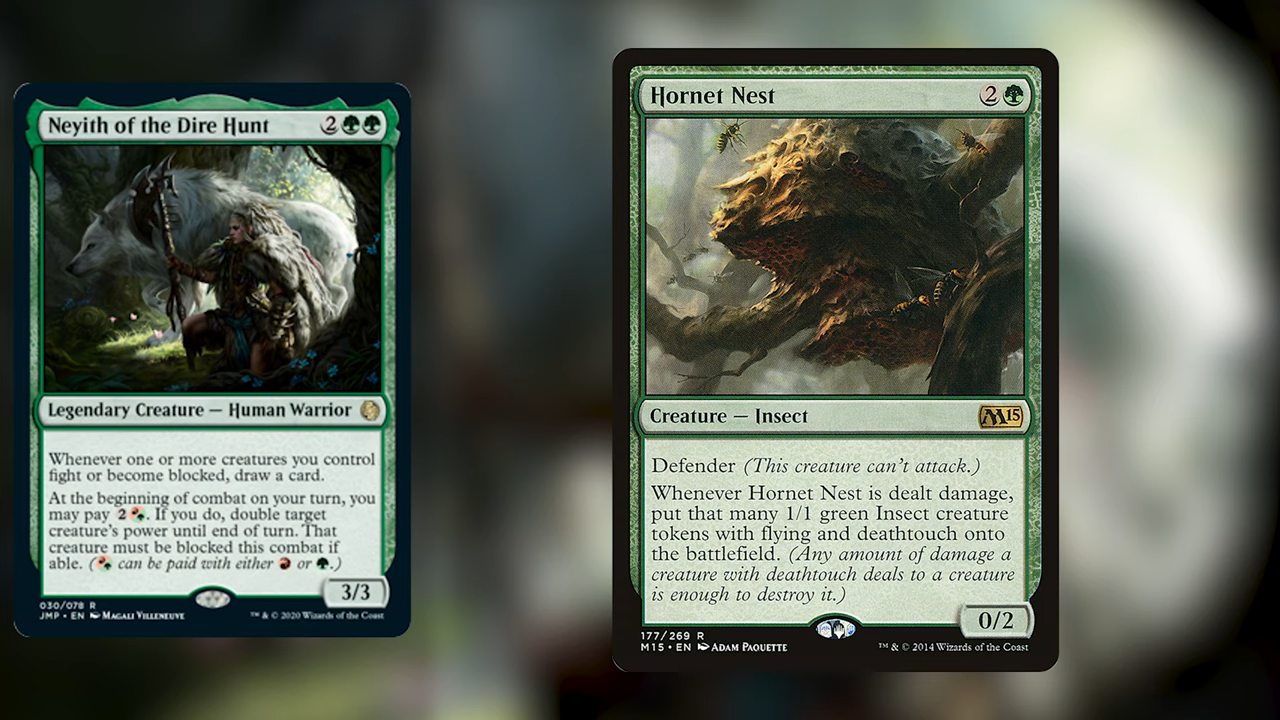 Neyith of the Dire Hunt 2
Legendary Creature — Human Warrior
Whenever one or more creatures you control
fight or become blocked, draw a card.
At the beginning of combat on your turn, you
may pay 2 . If you do, double target
creature's power until end of turn. That
creature must be blocked this combat if
able. ( can be paid with either or .)
3/3
030/078 R
JMP • EN MAGALI VILLENEUVE
™ & © 2020 Wizards of the Coast
Hornet Nest 2
Creature — Insect
M15
Defender (This creature can't attack.)
Whenever Hornet Nest is dealt damage,
put that many 1/1 green Insect creature
tokens with flying and deathtouch onto
the battlefield. (Any amount of damage a
creature with deathtouch deals to a creature
is enough to destroy it.)
0/2
177/269 R
M15 • EN ADAM PAQUETTE
™ & © 2014 Wizards of the Coast